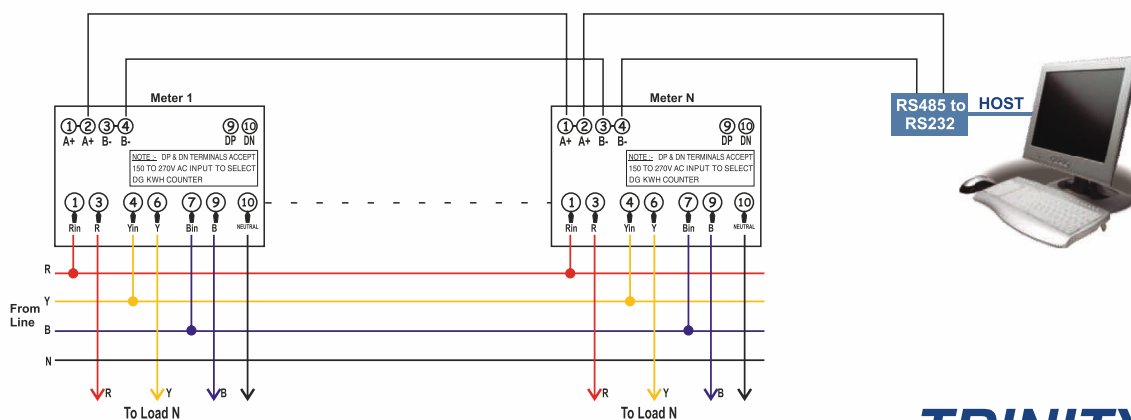 Meter 1
1 2 3 4 9 10
A+ A+ B- B- DP DN
NOTE :- DP & DN TERMINALS ACCEPT
150 TO 270V AC INPUT TO SELECT
DG KWH COUNTER
1 3 4 6 7 9 10
Rin R Yin Y Bin B NEUTRAL
Meter N
1 2 3 4 9 10
A+ A+ B- B- DP DN
NOTE :- DP & DN TERMINALS ACCEPT
150 TO 270V AC INPUT TO SELECT
DG KWH COUNTER
1 3 4 6 7 9 10
Rin R Yin Y Bin B NEUTRAL
RS485 to
RS232
HOST
From
Line
R
Y
B
N
R Y B
To Load N
R Y B
To Load N
TRINITY